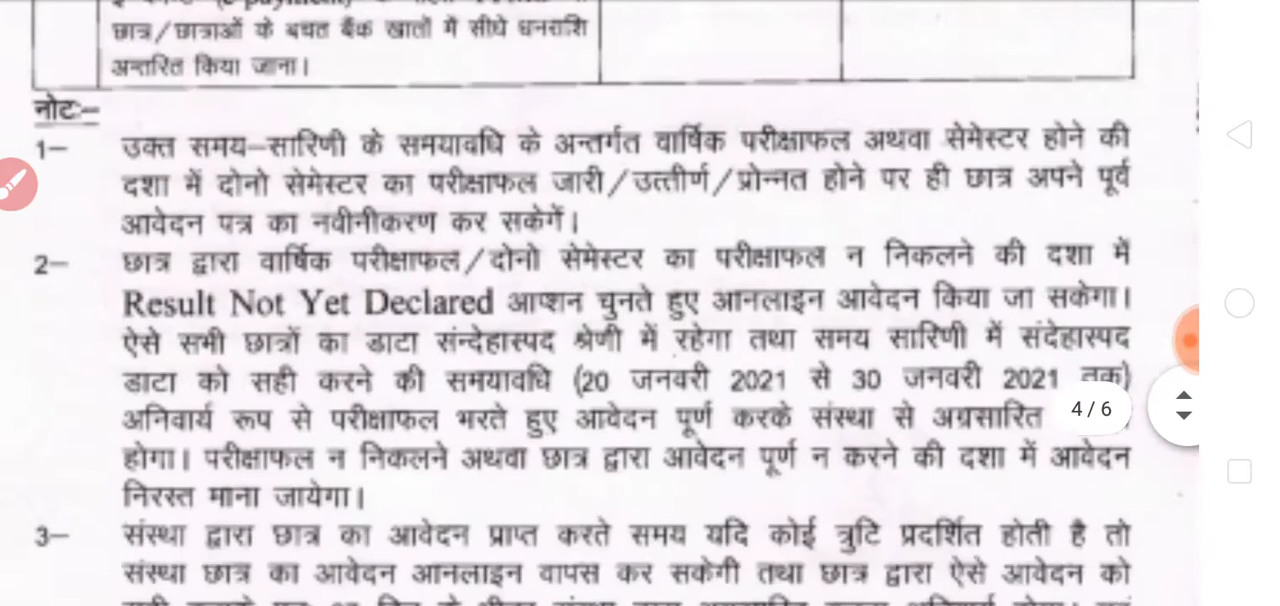 छात्र/छात्राओं के बचत बैंक खातों में सीधे धनराशि
अन्तरित किया जाना।
नोटः–
1– उक्त समय–सारिणी के समयावधि के अन्तर्गत वार्षिक परीक्षाफल अथवा सेमेस्टर होने की
दशा में दोनो सेमेस्टर का परीक्षाफल जारी/उत्तीर्ण/प्रोन्नत होने पर ही छात्र अपने पूर्व
आवेदन पत्र का नवीनीकरण कर सकेगें।
2– छात्र द्वारा वार्षिक परीक्षाफल/दोनो सेमेस्टर का परीक्षाफल न निकलने की दशा में
Result Not Yet Declared आप्शन चुनते हुए आनलाइन आवेदन किया जा सकेगा।
ऐसे सभी छात्रों का डाटा संन्देहास्पद श्रेणी में रहेगा तथा समय सारिणी में संदेहास्पद
डाटा को सही करने की समयावधि (20 जनवरी 2021 से 30 जनवरी 2021 तक)
अनिवार्य रूप से परीक्षाफल भरते हुए आवेदन पूर्ण करके संस्था से अग्रसारित
4 / 6
होगा। परीक्षाफल न निकलने अथवा छात्र द्वारा आवेदन पूर्ण न करने की दशा में आवेदन
निरस्त माना जायेगा।
3– संस्था द्वारा छात्र का आवेदन प्राप्त करते समय यदि कोई त्रुटि प्रदर्शित होती है तो
संस्था छात्र का आवेदन आनलाइन वापस कर सकेगी तथा छात्र द्वारा ऐसे आवेदन को